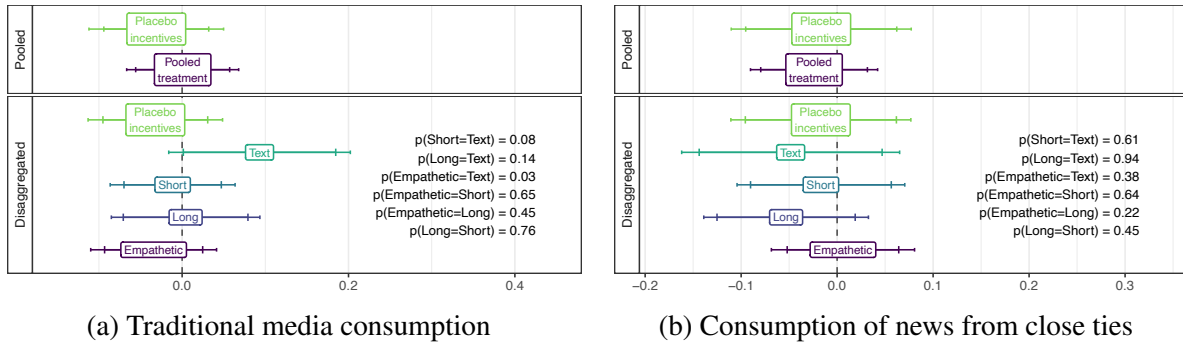 Pooled
Placebo
incentives
Pooled
treatment
Disaggregated
Placebo
incentives
Text
Short
Long
Empathetic
p(Short=Text) = 0.08
p(Long=Text) = 0.14
p(Empathetic=Text) = 0.03
p(Empathetic=Short) = 0.65
p(Empathetic=Long) = 0.45
p(Long=Short) = 0.76
0.0 0.2 0.4
(a) Traditional media consumption
Pooled
Placebo
incentives
Pooled
treatment
Disaggregated
Placebo
incentives
Text
Short
Long
Empathetic
p(Short=Text) = 0.61
p(Long=Text) = 0.94
p(Empathetic=Text) = 0.38
p(Empathetic=Short) = 0.64
p(Empathetic=Long) = 0.22
p(Long=Short) = 0.45
−0.2 −0.1 0.0 0.1 0.2 0.3
(b) Consumption of news from close ties